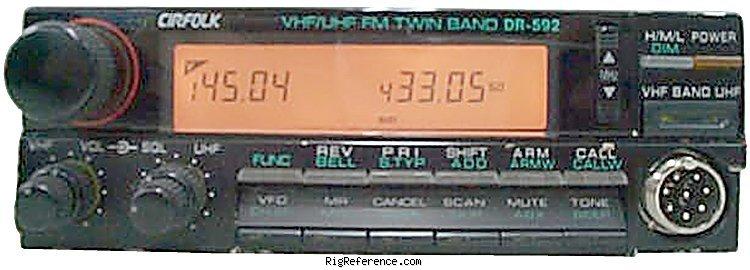 CIRFOLK VHF/UHF FM TWIN BAND DR-592
H/M/L POWER
DIM
145.04 433.05
MHz
VHF BAND UHF
VHF VOL SQL UHF
FUNC REV PRI SHIFT ARM CALL
BELL S.TYP ADD ARMW CALLW
VFO MR CANCEL SCAN MUTE TONE
RigReference.com